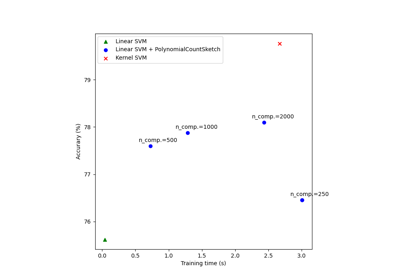 Linear SVM
Linear SVM + PolynomialCountSketch
Kernel SVM
79
78
77
76
n_comp.=2000
n_comp.=1000
n_comp.=500
n_comp.=250
Accurary (%)
0.0 0.5 1.0 1.5 2.0 2.5 3.0
Training time (s)